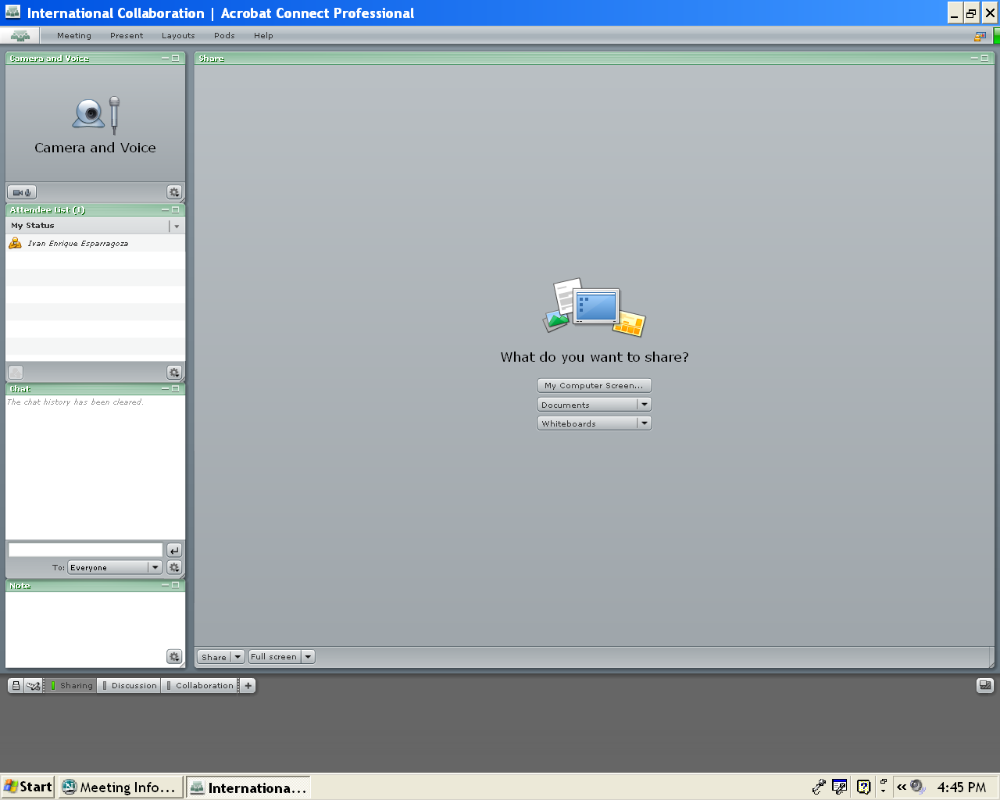 International Collaboration | Acrobat Connect Professional
Meeting Present Layouts Pods Help
Camera and Voice
Camera and Voice
Attendee List (1)
My Status
Ivan Enrique Esparragoza
Chat
The chat history has been cleared.
To: Everyone
Note
Share
What do you want to share?
My Computer Screen...
Documents
Whiteboards
Share Full screen
Sharing Discussion Collaboration +
Start Meeting Info... Internationa... 4:45 PM